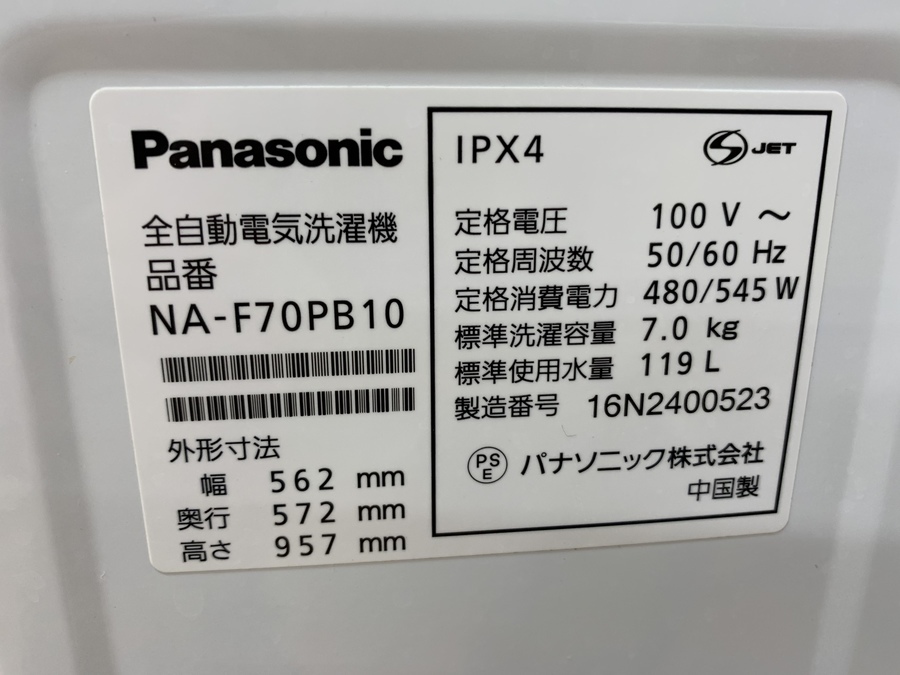 Panasonic
全自動電気洗濯機
品番
NA-F70PB10
外形寸法
幅 562 mm
奥行 572 mm
高さ 957 mm
IPX4
S JET
定格電圧 100 V ～
定格周波数 50/60 Hz
定格消費電力 480/545 W
標準洗濯容量 7.0 kg
標準使用水量 119 L
製造番号 16N2400523
PS E パナソニック株式会社
中国製